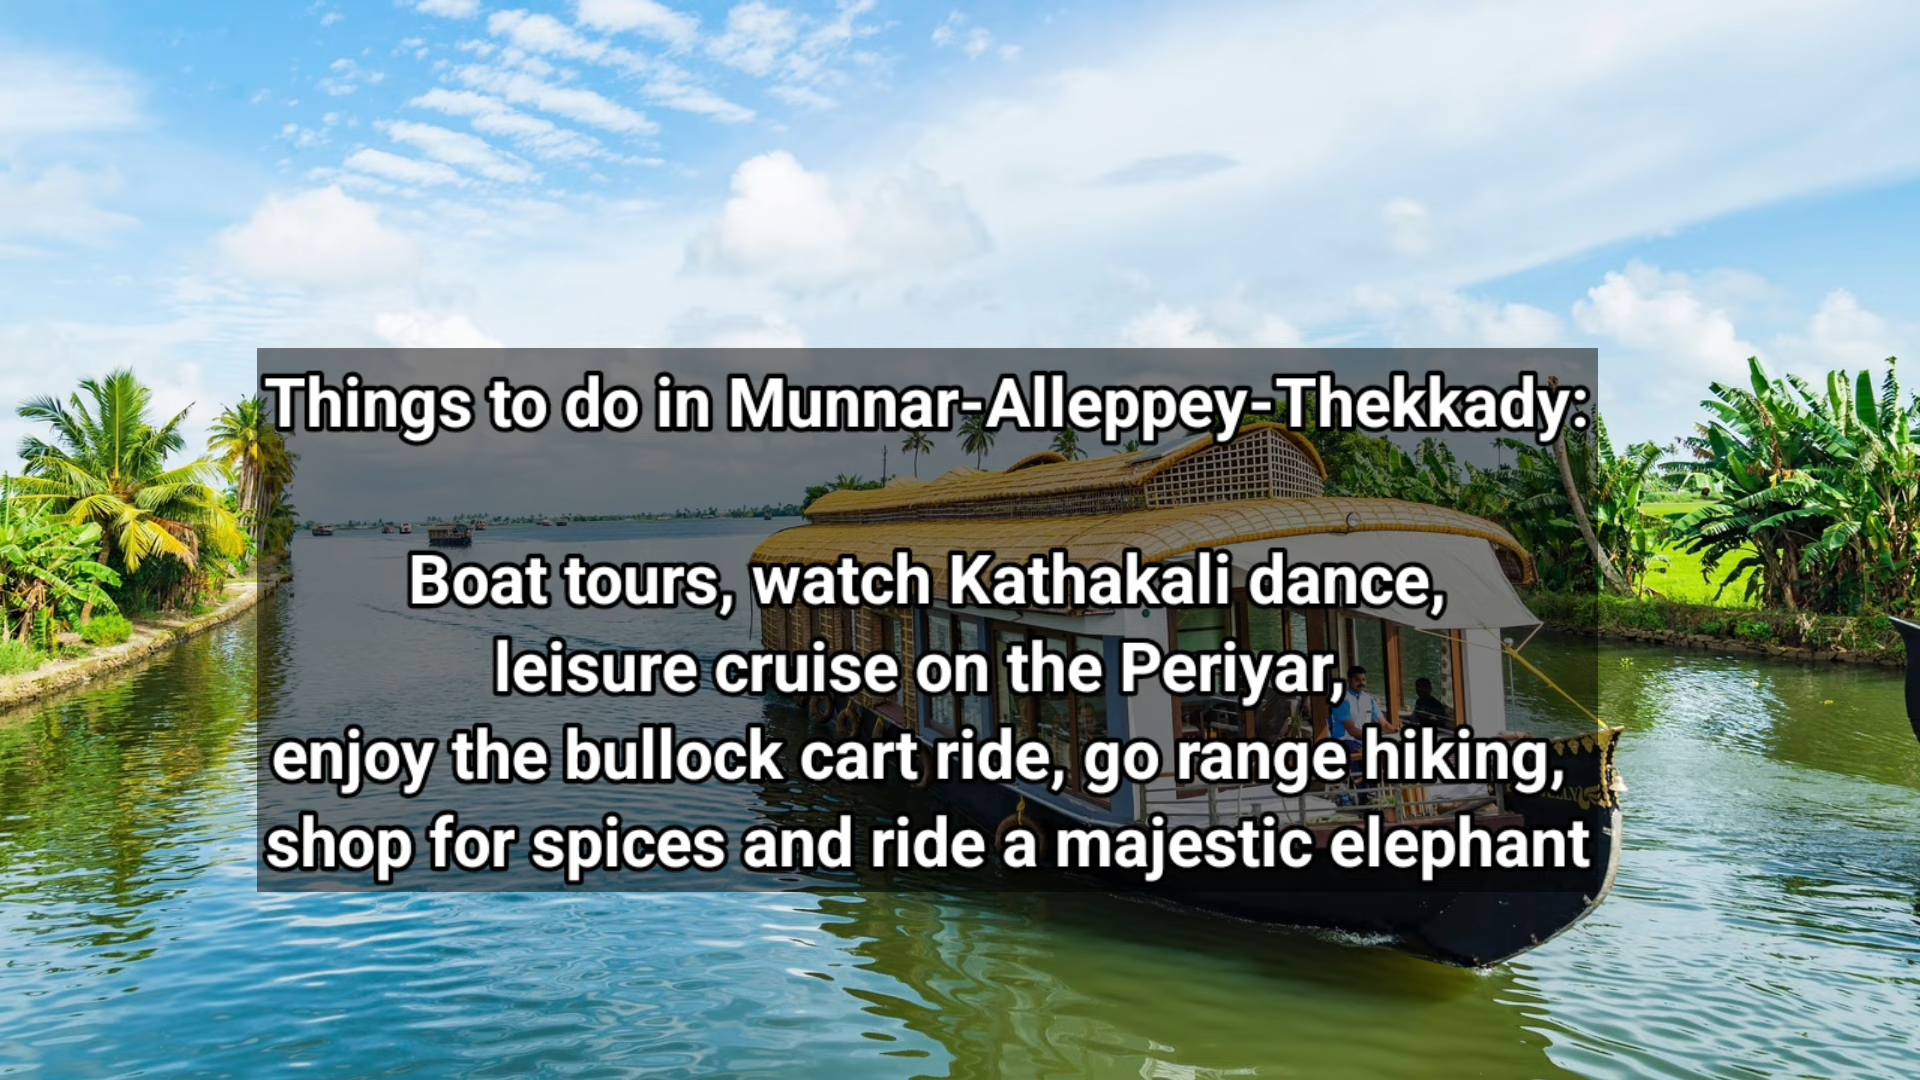 Things to do in Munnar-Alleppey-Thekkady:
Boat tours, watch Kathakali dance,
leisure cruise on the Periyar,
enjoy the bullock cart ride, go range hiking,
shop for spices and ride a majestic elephant